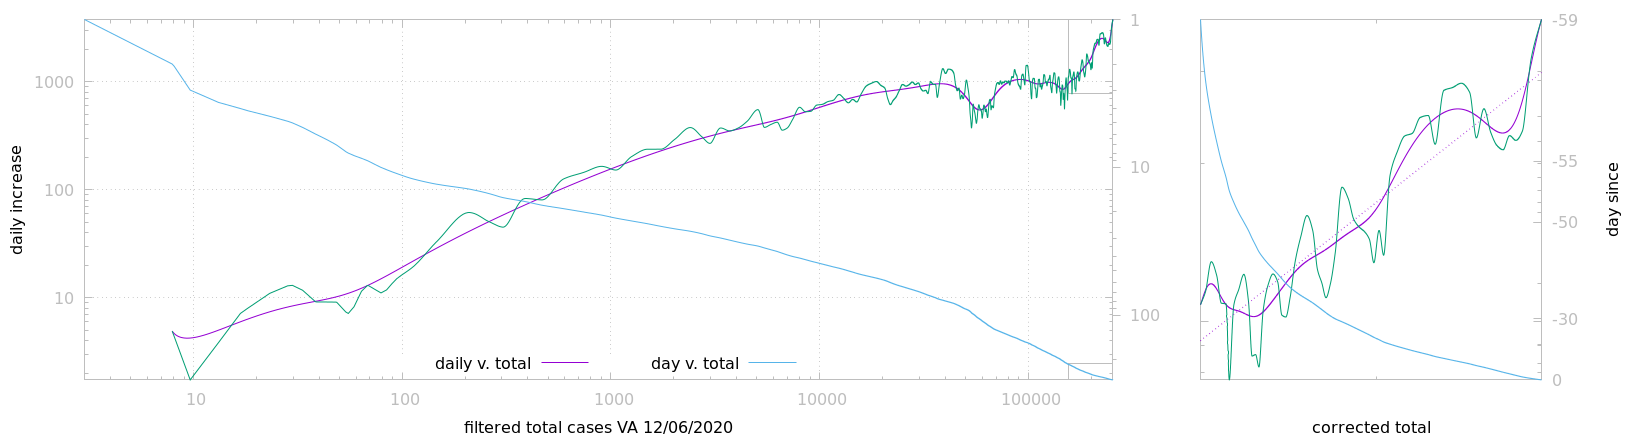 daily increase
1000
100
10
10
100
1000
10000
100000
1
10
100
daily v. total
day v. total
filtered total cases VA 12/06/2020
-59
-55
-50
-30
0
day since
corrected total